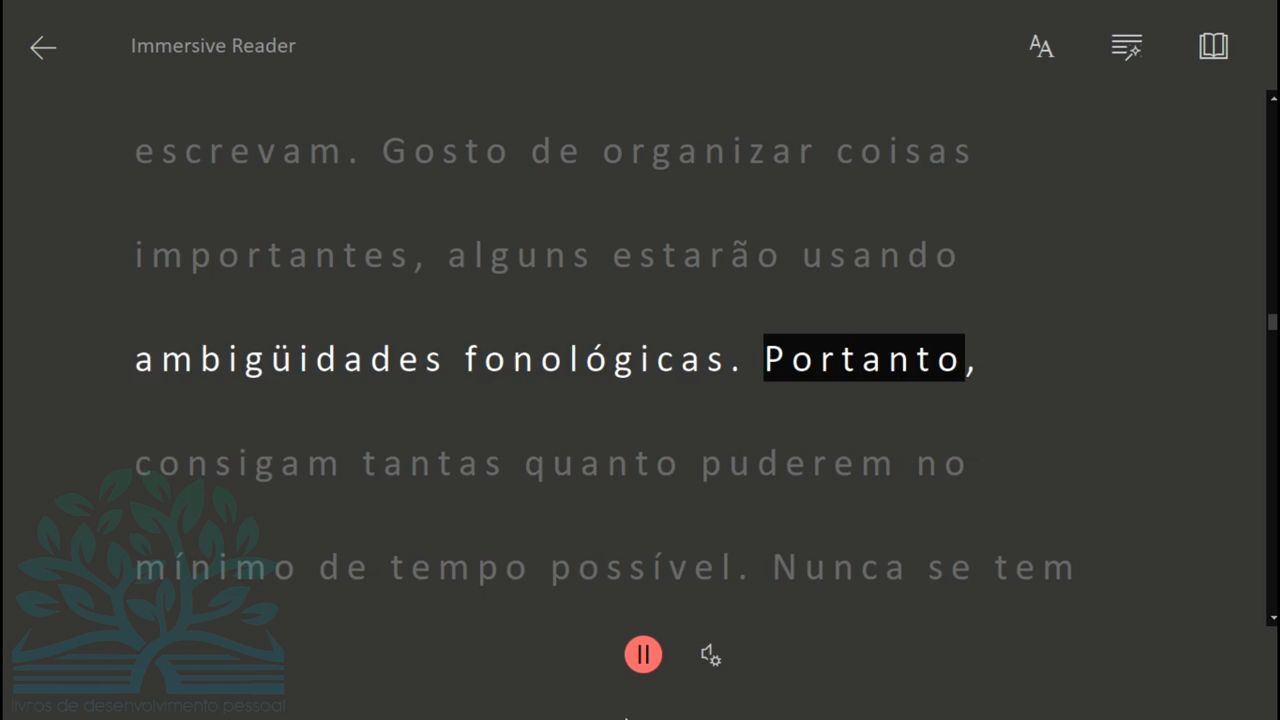 Immersive Reader
escrevam. Gosto de organizar coisas
importantes, alguns estarão usando
ambigüidades fonológicas. Portanto,
consigam tantas quanto puderem no
mínimo de tempo possível. Nunca se tem
livros de desenvolvimento pessoal